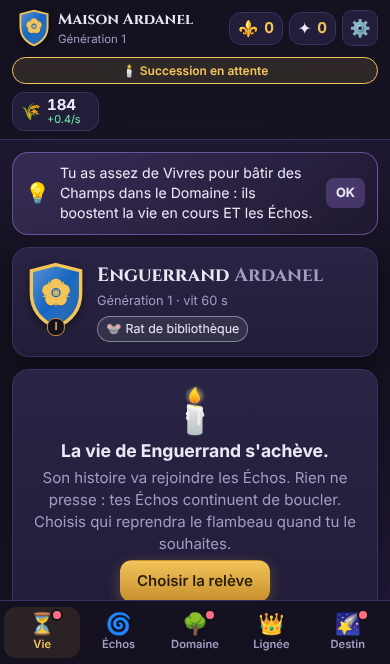 Maison Ardanel
Génération 1
0
0
Succession en attente
184
+0.4/s
Tu as assez de Vivres pour bâtir des
Champs dans le Domaine : ils
boostent la vie en cours ET les Échos.
OK
Enguerrand Ardanel
Génération 1 · vit 60 s
I
Rat de bibliothèque
La vie de Enguerrand s'achève.
Son histoire va rejoindre les Échos. Rien ne
presse : tes Échos continuent de boucler.
Choisis qui reprendra le flambeau quand tu le
souhaites.
Choisir la relève
Vie
Échos
Domaine
Lignée
Destin